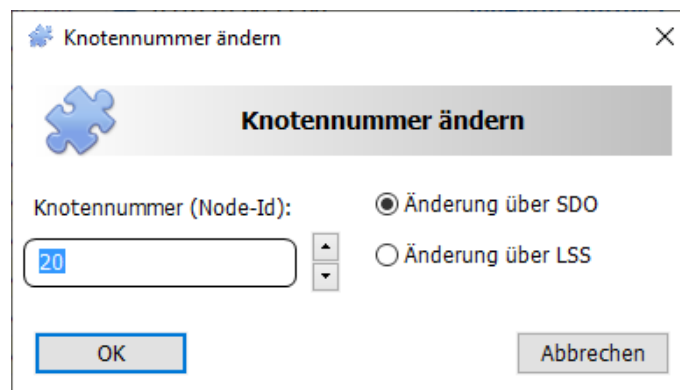 Knotennummer ändern
Knotennummer ändern
Knotennummer (Node-Id):
Änderung über SDO
20
Änderung über LSS
OK
Abbrechen